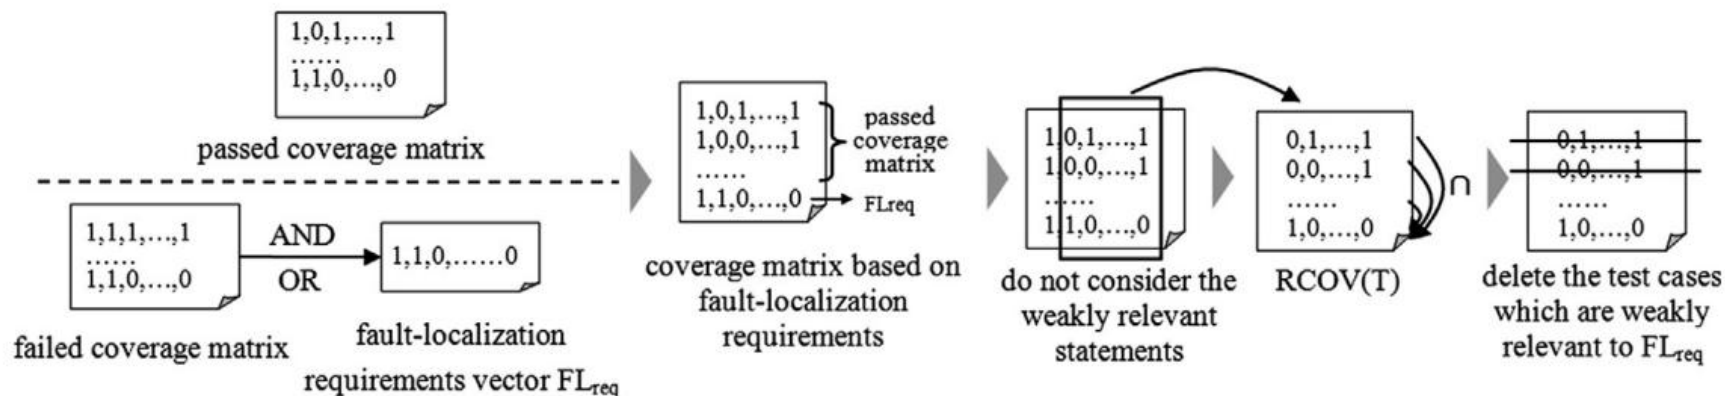 1,0,1,...,1
......
1,1,0,...,0
passed coverage matrix
1,1,1,...,1
......
1,1,0,...,0
failed coverage matrix
AND
OR
1,1,0,......0
fault-localization
requirements vector FLreq
1,0,1,...,1
1,0,0,...,1
......
1,1,0,...,0
passed
coverage
matrix
FLreq
coverage matrix based on
fault-localization
requirements
1,0,1,...,1
1,0,0,...,1
......
1,1,0,...,0
do not consider the
weakly relevant
statements
0,1,...,1
0,0,...,1
......
1,0,...,0
∩
RCOV(T)
0,1,...,1
0,0,...,1
......
1,0,...,0
delete the test cases
which are weakly
relevant to FLreq